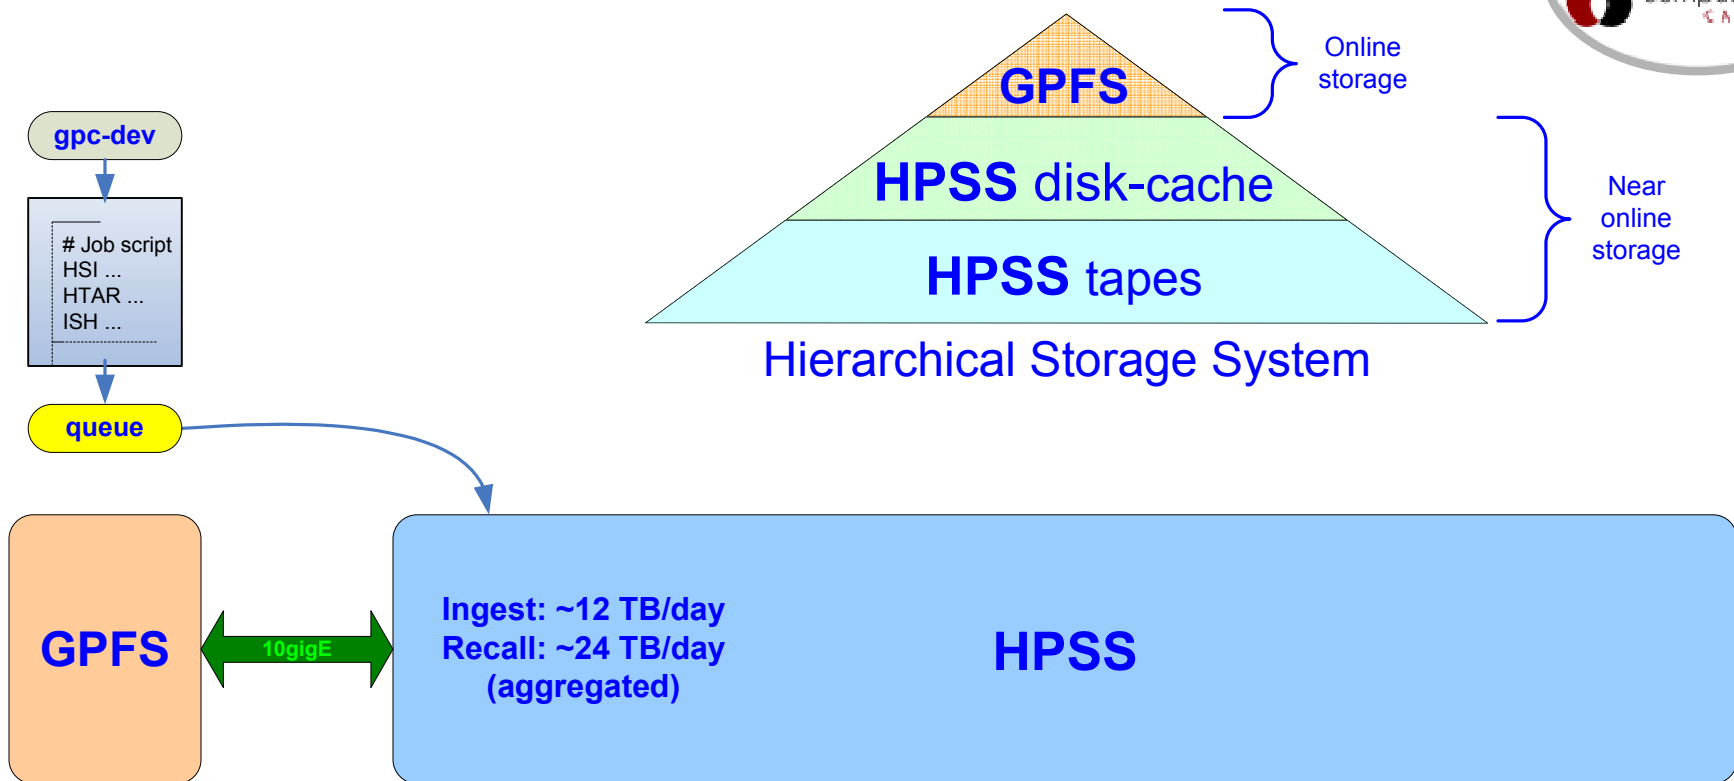 GPFS
Online
storage
gpc-dev
HPSS disk-cache
Near
online
storage
# Job script
HSI ...
HTAR ...
ISH ...
HPSS tapes
Hierarchical Storage System
queue
GPFS
10gigE
Ingest: ~12 TB/day
Recall: ~24 TB/day
(aggregated)
HPSS